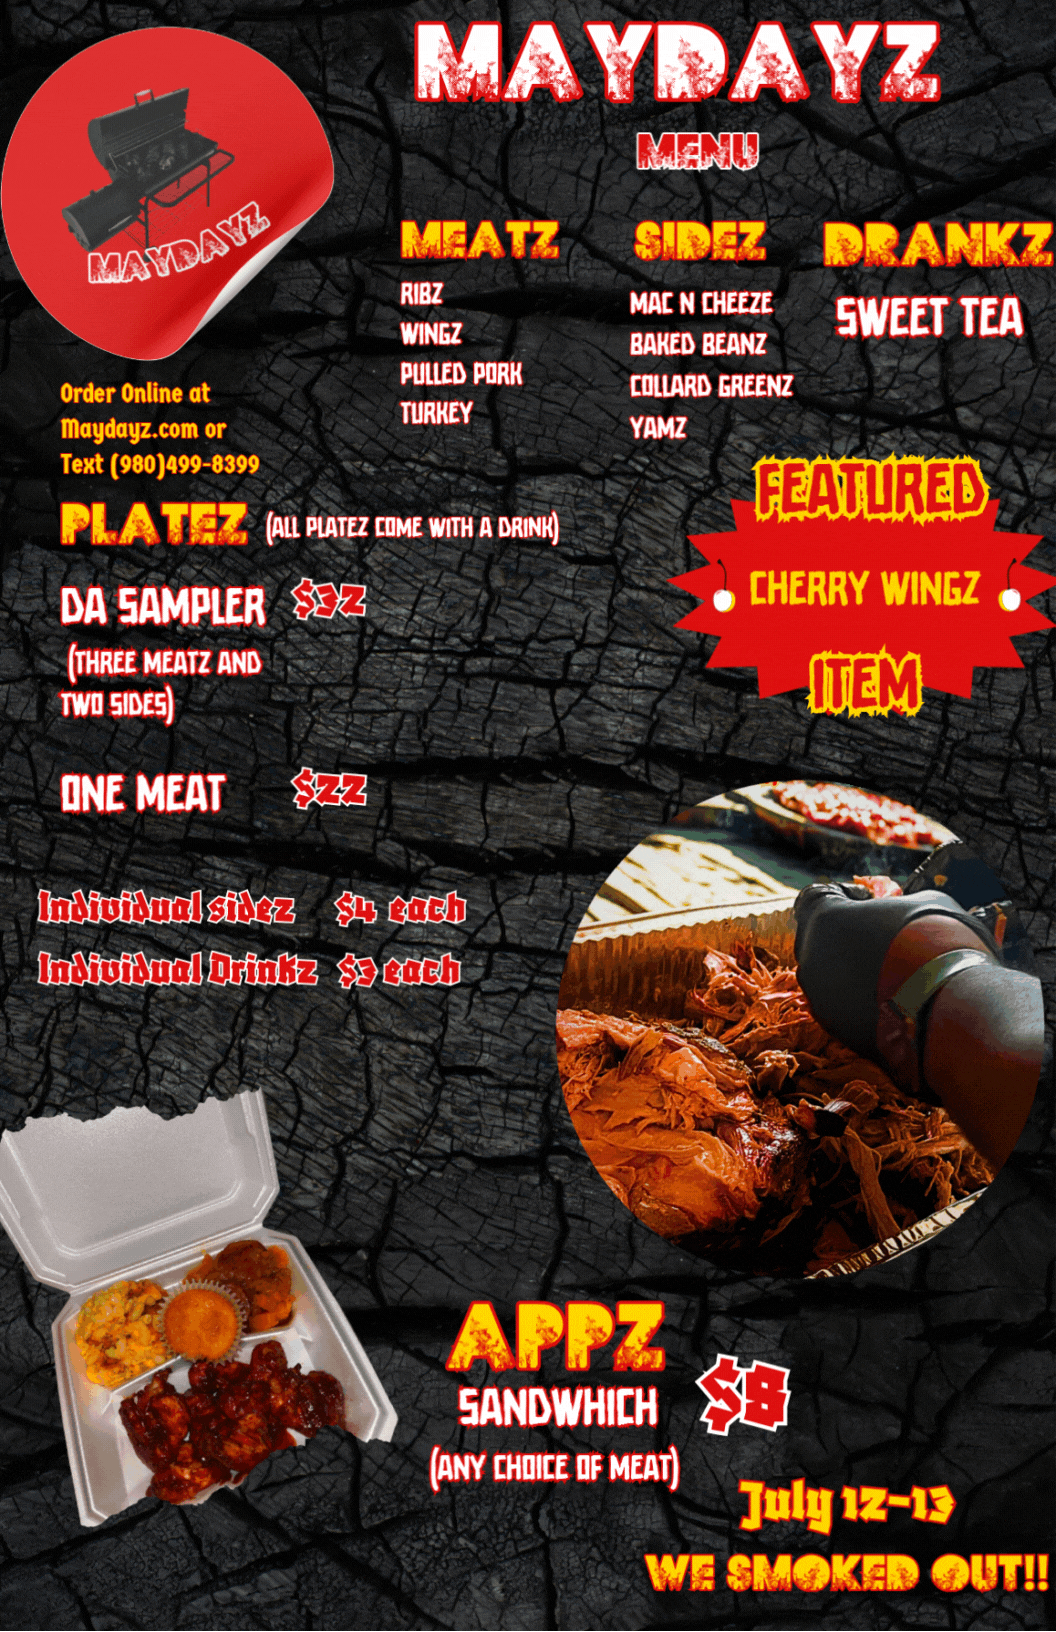 MAYDAYZ
MENU
MAYDAYZ
MEATZ
RIBZ
WINGZ
PULLED PORK
TURKEY
SIDEZ
MAC N CHEEZE
BAKED BEANZ
COLLARD GREENZ
YAMZ
DRANKZ
SWEET TEA
Order Online at
Maydayz.com or
Text (980)499-8399
PLATEZ (ALL PLATEZ COME WITH A DRINK)
DA SAMPLER $32
(THREE MEATZ AND
TWO SIDES)
ONE MEAT $22
FEATURED
CHERRY WINGZ
ITEM
Individual sidez $4 each
Individual Drinkz $3 each
APPZ
SANDWHICH $8
(ANY CHOICE OF MEAT)
July 12-13
WE SMOKED OUT!!